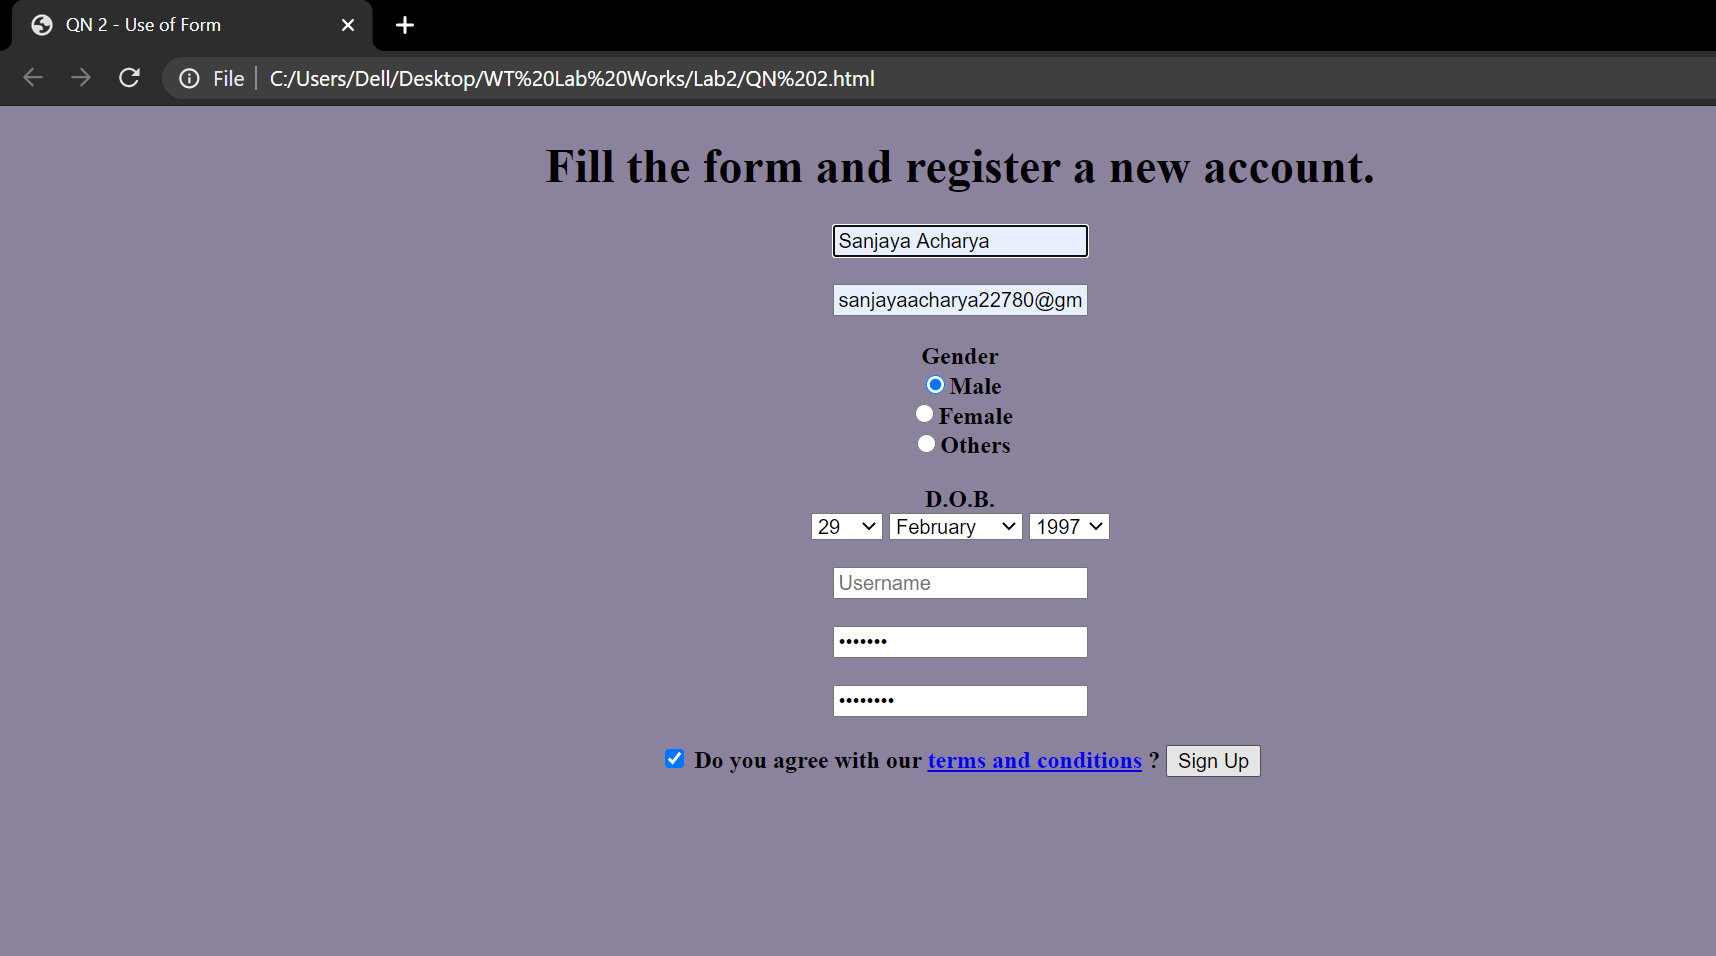 QN 2 - Use of Form
File C:/Users/Dell/Desktop/WT%20Lab%20Works/Lab2/QN%202.html
Fill the form and register a new account.
Sanjaya Acharya
sanjayaacharya22780@gm
Gender
Male
Female
Others
D.O.B.
29 February 1997
Username
•••••••
••••••••
Do you agree with our terms and conditions ? Sign Up